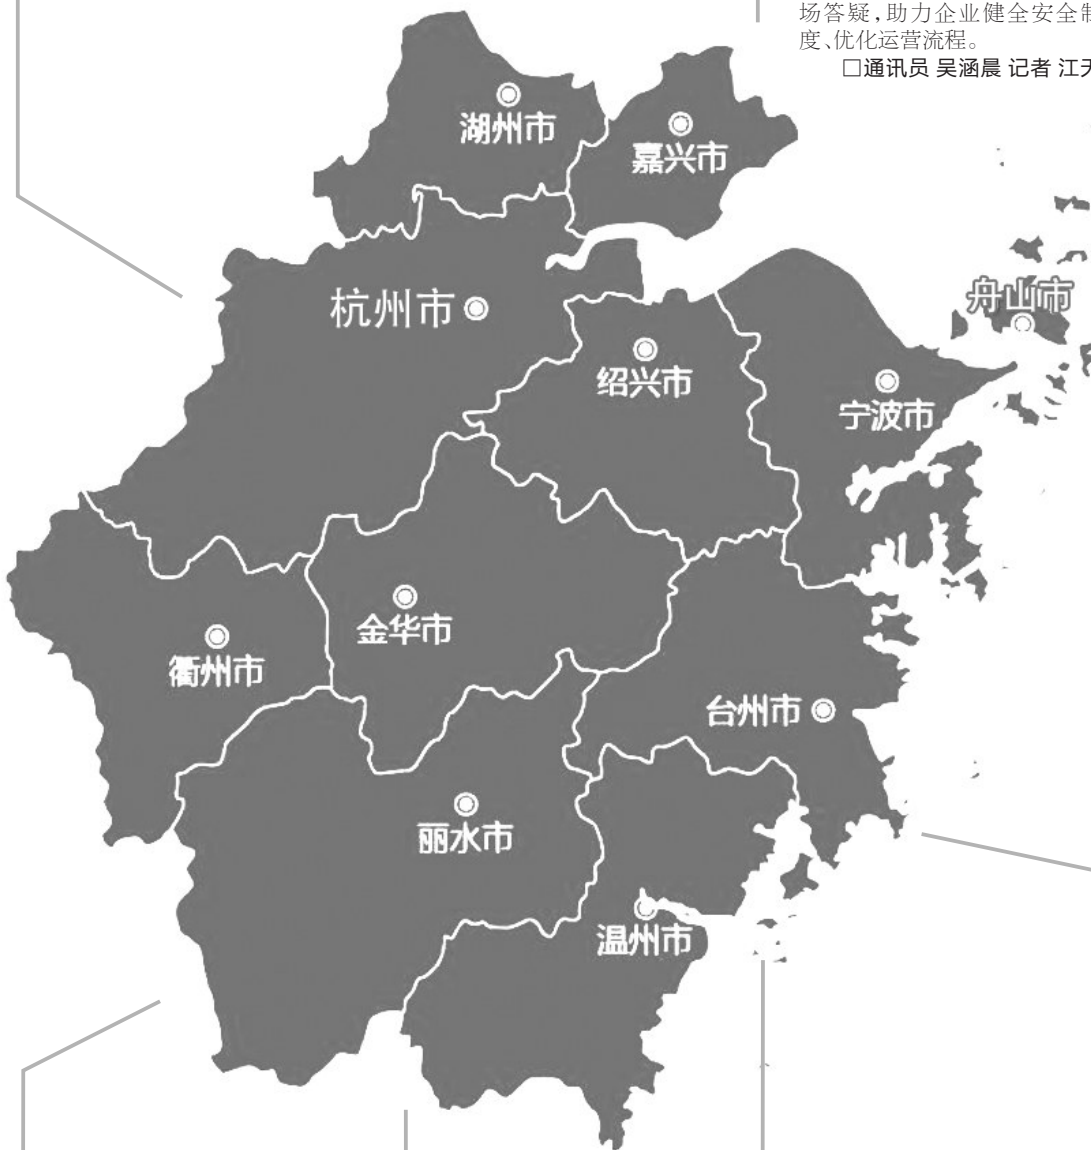 场答疑，助力企业健全安全制
度、优化运营流程。
□通讯员 吴涵晨 记者 江
湖州市
嘉兴市
杭州市
舟山市
绍兴市
宁波市
金华市
衢州市
台州市
丽水市
温州市